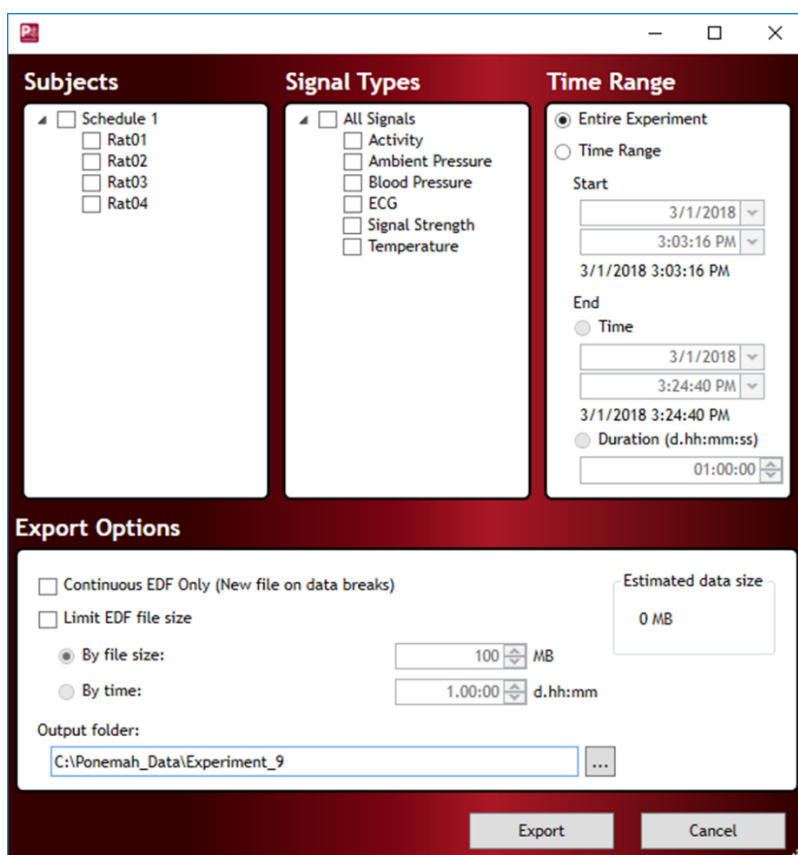 Subjects
Schedule 1
Rat01
Rat02
Rat03
Rat04
Signal Types
All Signals
Activity
Ambient Pressure
Blood Pressure
ECG
Signal Strength
Temperature
Time Range
Entire Experiment
Time Range
Start
3/1/2018
3:03:16 PM
3/1/2018 3:03:16 PM
End
Time
3/1/2018
3:24:40 PM
3/1/2018 3:24:40 PM
Duration (d.hh:mm:ss)
01:00:00
Export Options
Continuous EDF Only (New file on data breaks)
Limit EDF file size
By file size: 100 MB
By time: 1.00:00 d.hh:mm
Estimated data size
0 MB
Output folder:
C:\Ponemah_Data\Experiment_9
...
Export
Cancel